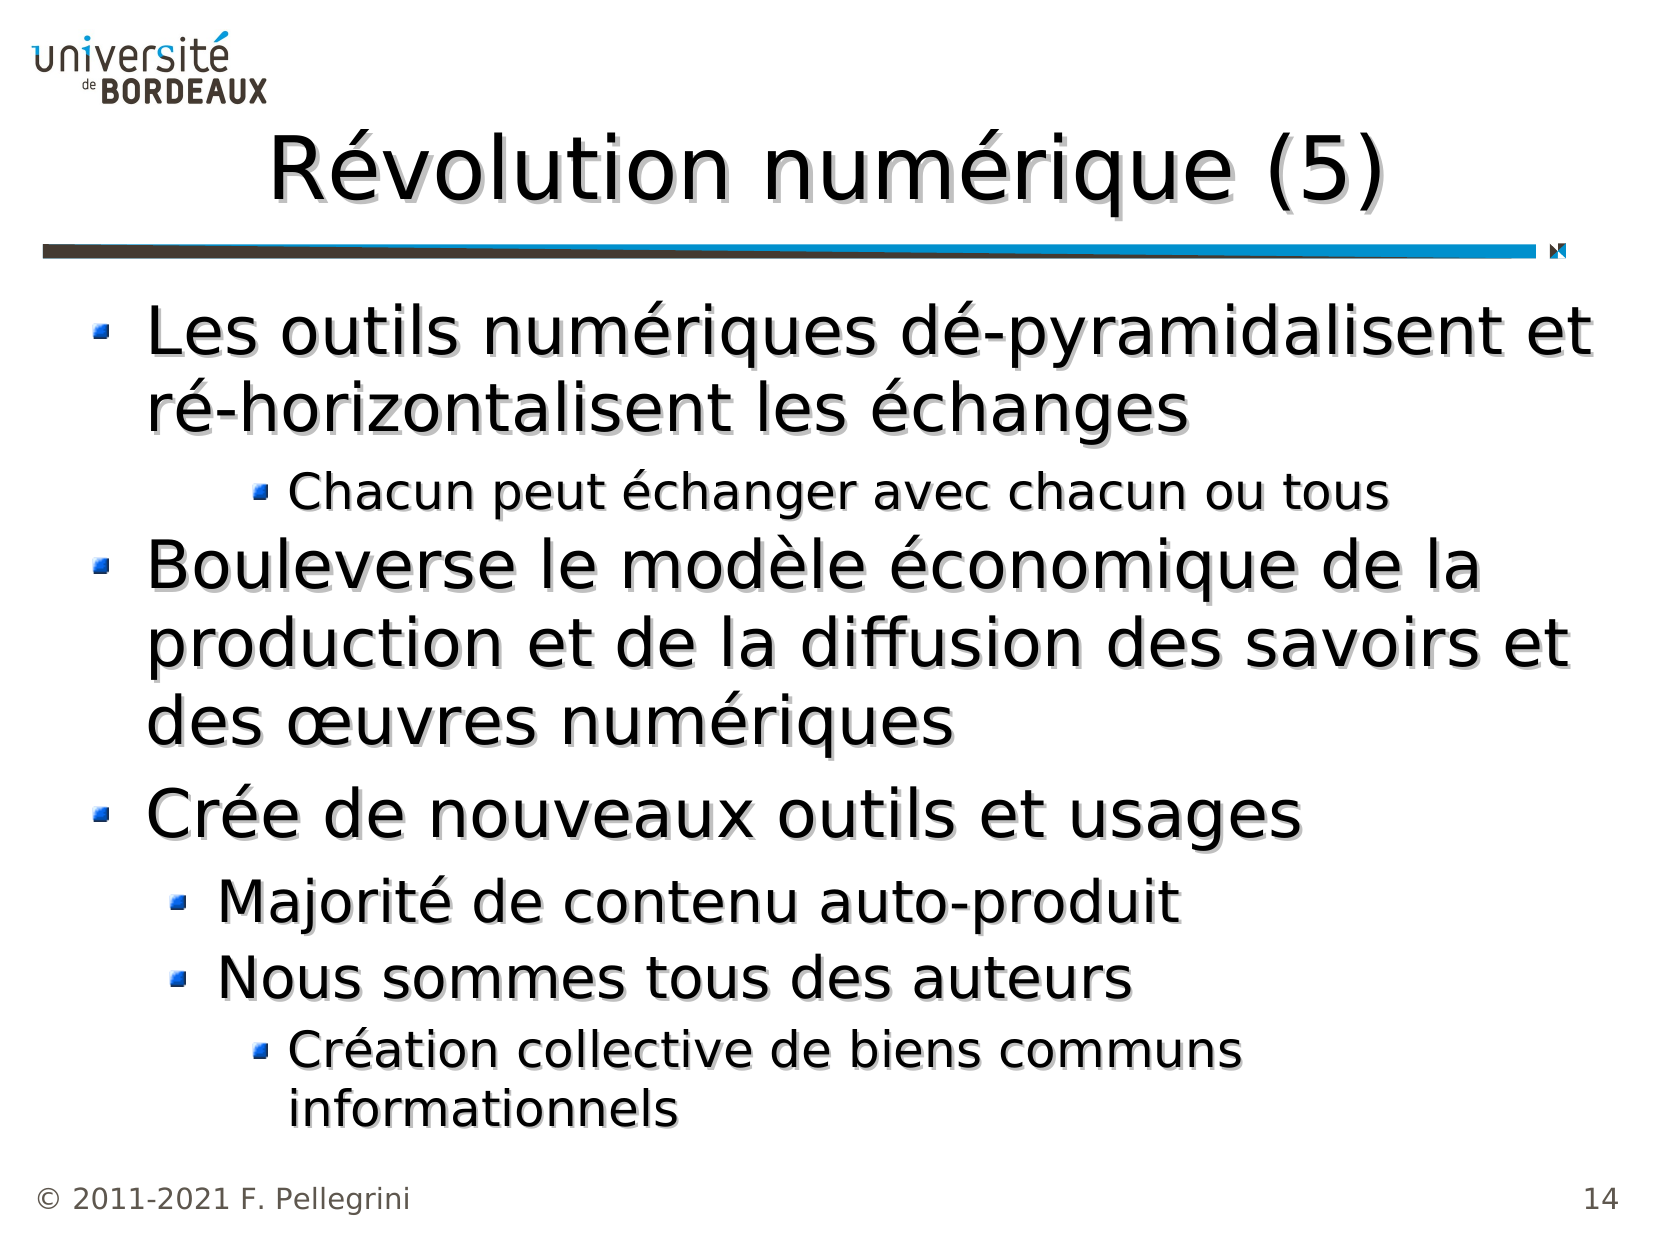 université
de BORDEAUX
Révolution numérique (5)
Les outils numériques dé-pyramidalisent et
ré-horizontalisent les échanges
Chacun peut échanger avec chacun ou tous
Bouleverse le modèle économique de la
production et de la diffusion des savoirs et
des œuvres numériques
Crée de nouveaux outils et usages
Majorité de contenu auto-produit
Nous sommes tous des auteurs
Création collective de biens communs
informationnels
© 2011-2021 F. Pellegrini
14